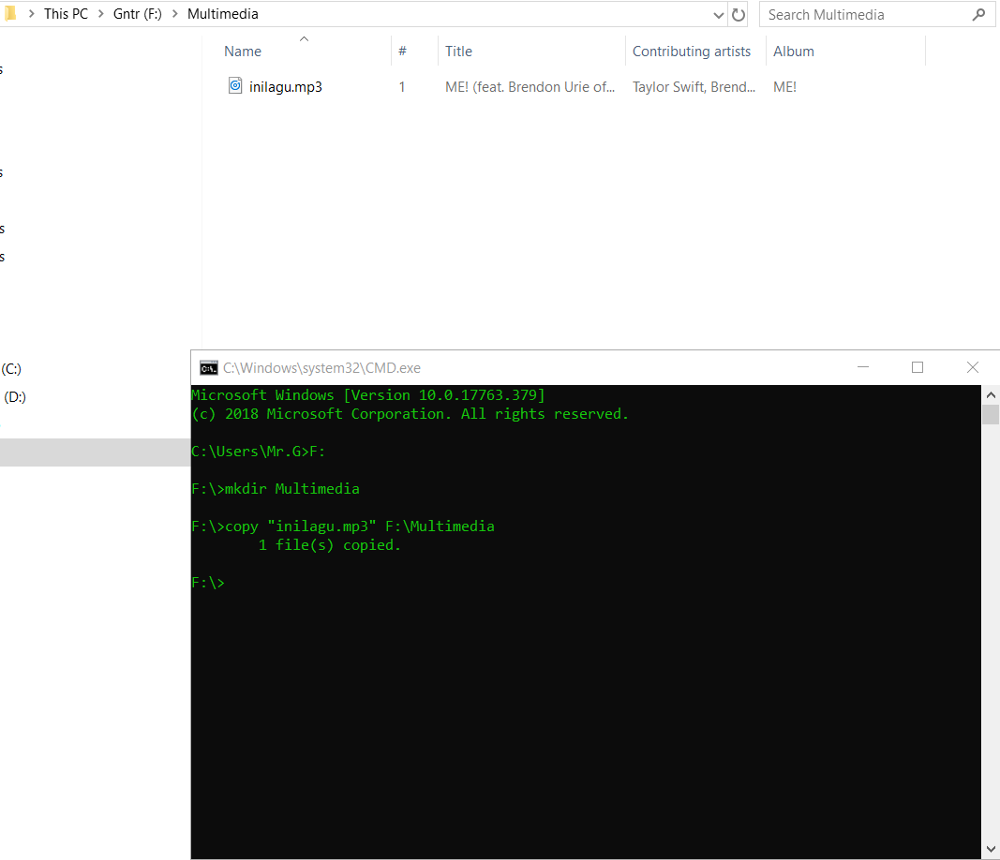 This PC > Gntr (F:) > Multimedia
Search Multimedia
Name # Title Contributing artists Album
inilagu.mp3 1 ME! (feat. Brendon Urie of... Taylor Swift, Brend... ME!
s
s
s
s
(C:)
(D:)
C:\Windows\system32\CMD.exe
Microsoft Windows [Version 10.0.17763.379]
(c) 2018 Microsoft Corporation. All rights reserved.
C:\Users\Mr.G>F:
F:\>mkdir Multimedia
F:\>copy "inilagu.mp3" F:\Multimedia
1 file(s) copied.
F:\>